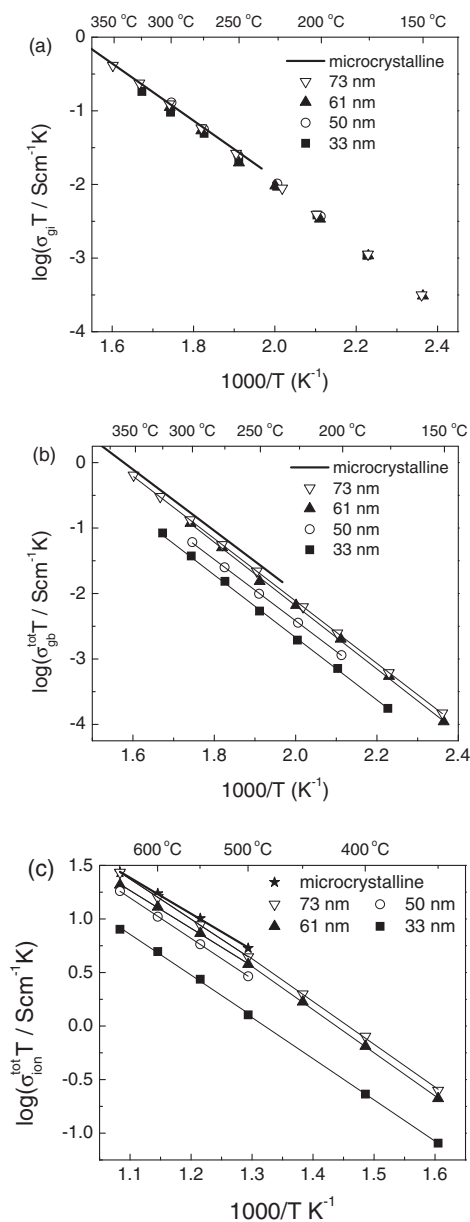 (a)
350 °C 300 °C 250 °C 200 °C 150 °C
microcrystalline
73 nm
61 nm
50 nm
33 nm
0
-1
-2
-3
-4
log(σgiT / Scm⁻¹K)
1.6 1.8 2.0 2.2 2.4
1000/T (K⁻¹)
(b)
350 °C 300 °C 250 °C 200 °C 150 °C
microcrystalline
73 nm
61 nm
50 nm
33 nm
0
-1
-2
-3
-4
log(σgb^tot T / Scm⁻¹K)
1.6 1.8 2.0 2.2 2.4
1000/T (K⁻¹)
(c)
600 °C 500 °C 400 °C
microcrystalline
73 nm 50 nm
61 nm 33 nm
1.5
1.0
0.5
0.0
-0.5
-1.0
log(σion^tot T / Scm⁻¹K)
1.1 1.2 1.3 1.4 1.5 1.6
1000/T K⁻¹